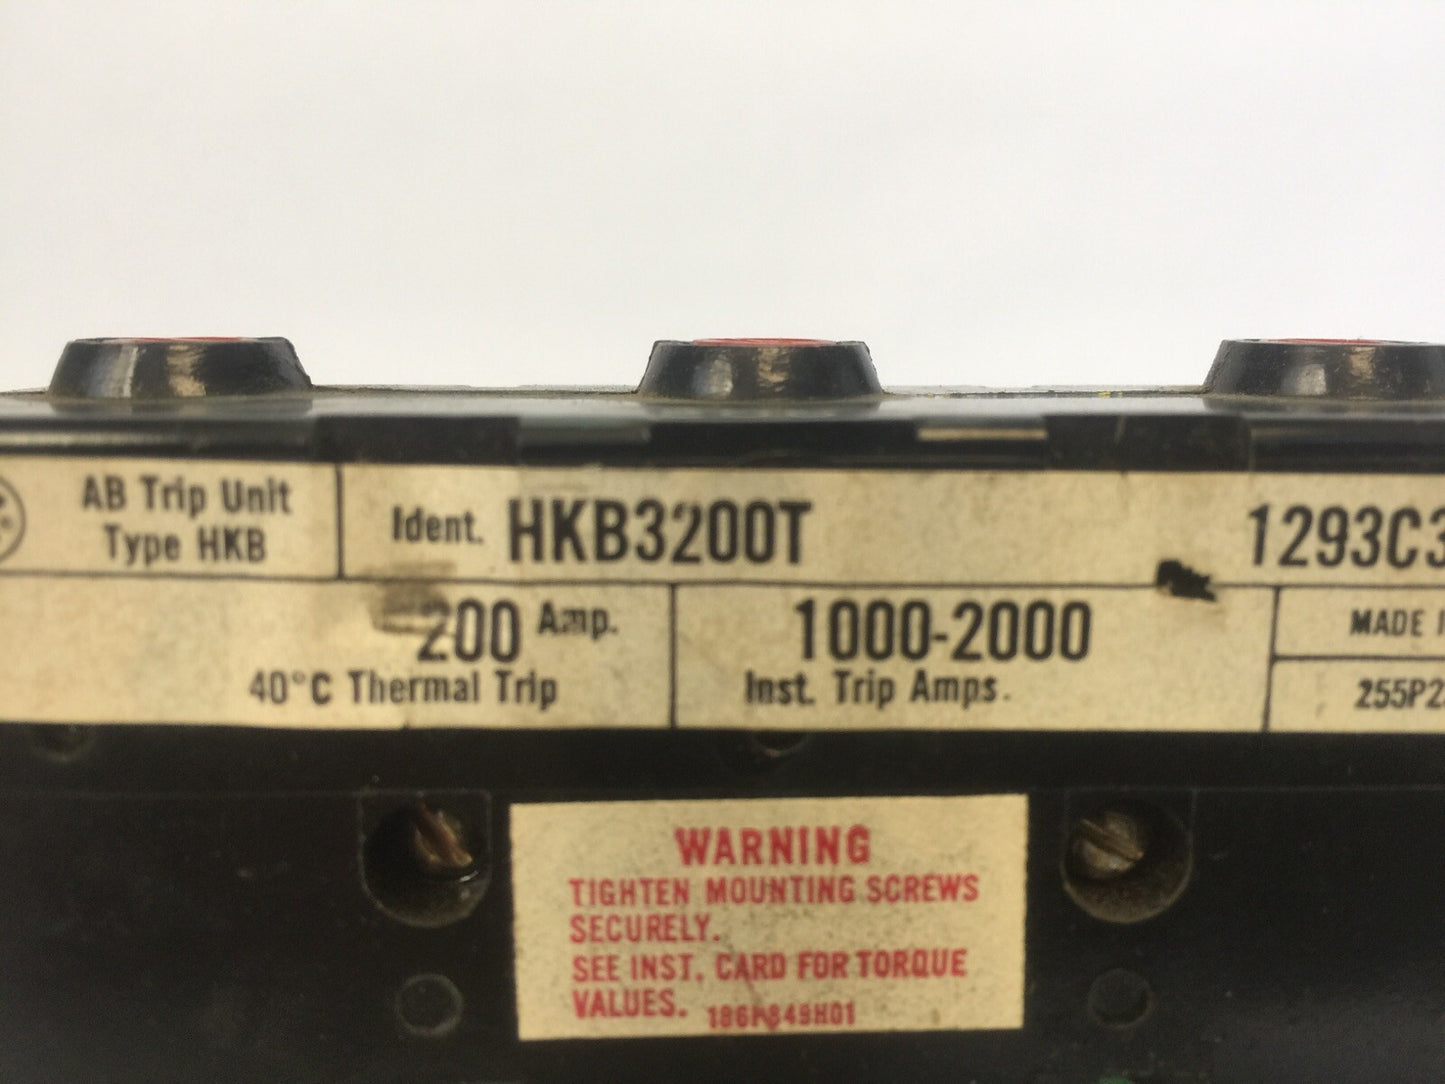 AB Trip Unit
Type HKB
Ident. HKB3200T
1293C3
200 Amp.
40°C Thermal Trip
1000-2000
Inst. Trip Amps.
MADE
255P2
WARNING
TIGHTEN MOUNTING SCREWS
SECURELY.
SEE INST. CARD FOR TORQUE
VALUES. 186P849H01